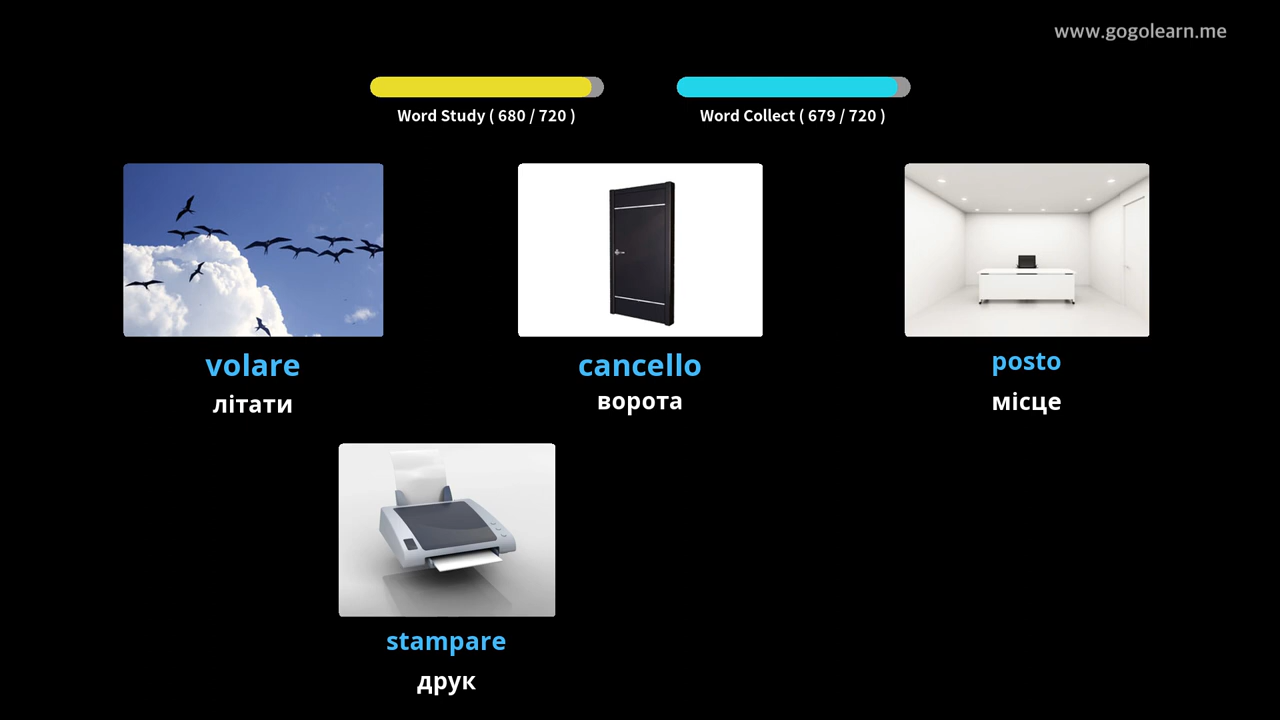 www.gogolearn.me
Word Study ( 680 / 720 )
Word Collect ( 679 / 720 )
volare
літати
cancello
ворота
posto
місце
stampare
друк